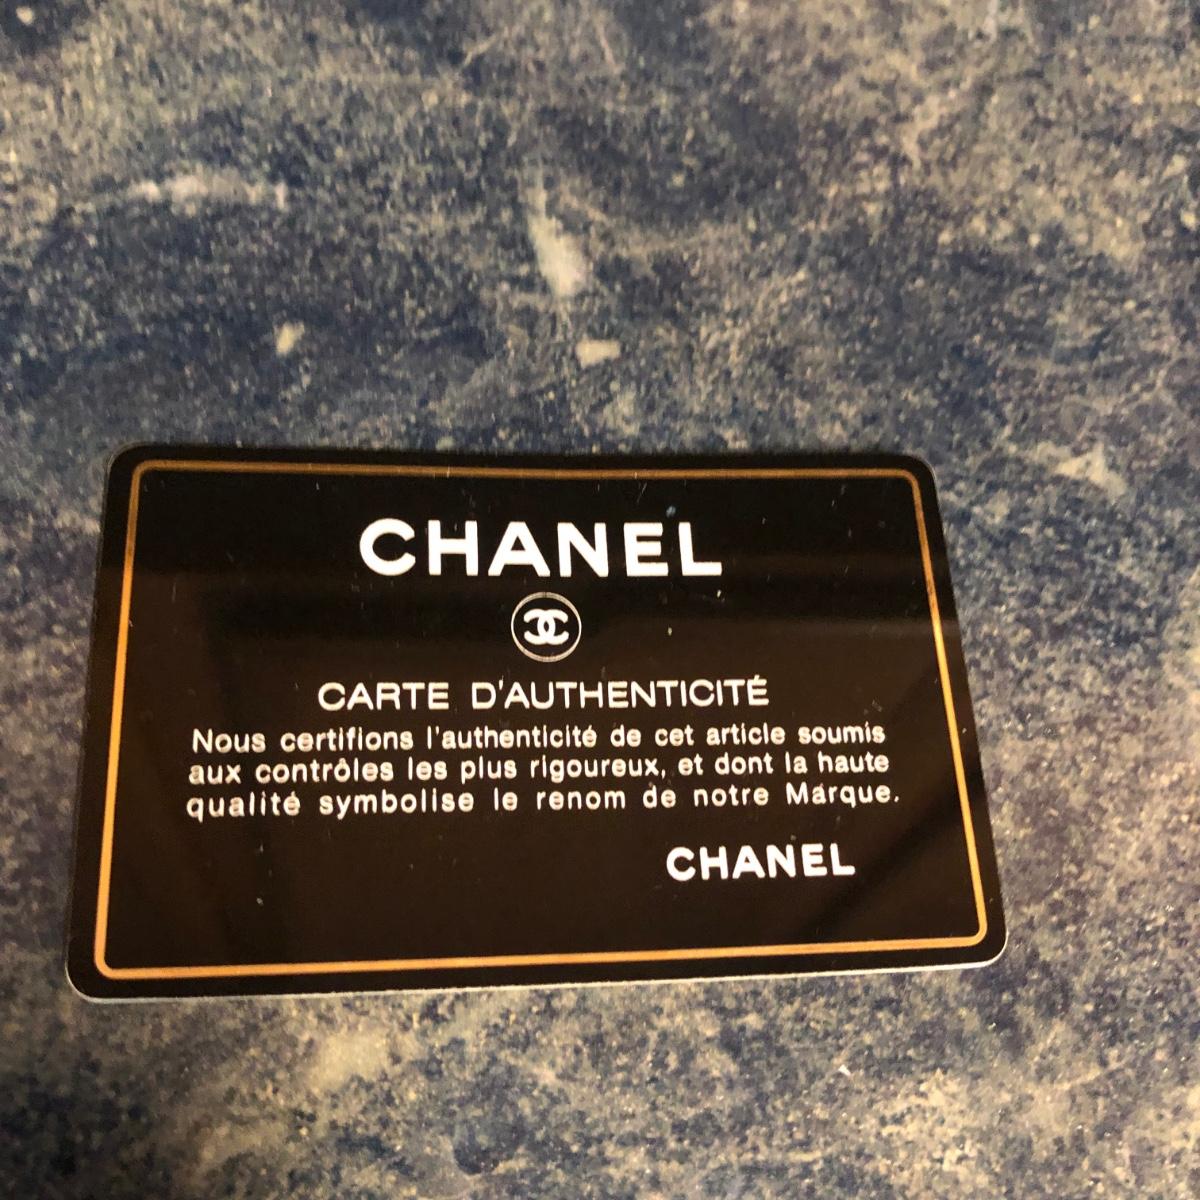 CHANEL
CARTE D'AUTHENTICITÉ
Nous certifions l'authenticité de cet article soumis
aux contrôles les plus rigoureux, et dont la haute
qualité symbolise le renom de notre Marque.
CHANEL